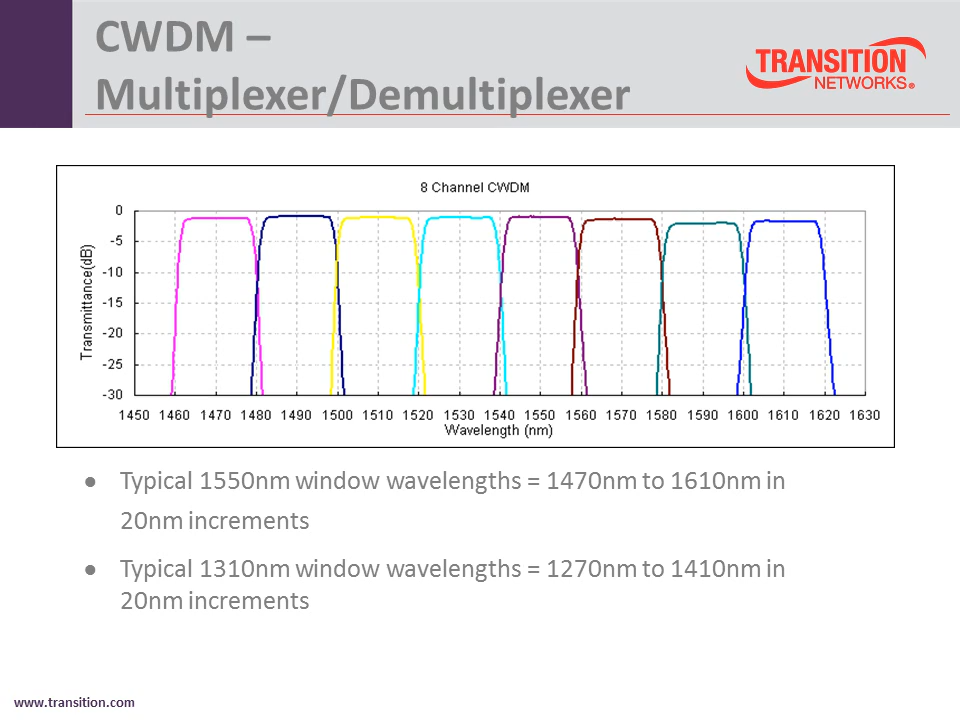 CWDM –
Multiplexer/Demultiplexer
TRANSITION
NETWORKS®
8 Channel CWDM
Transmittance(dB)
0
-5
-10
-15
-20
-25
-30
1450 1460 1470 1480 1490 1500 1510 1520 1530 1540 1550 1560 1570 1580 1590 1600 1610 1620 1630
Wavelength (nm)
• Typical 1550nm window wavelengths = 1470nm to 1610nm in
20nm increments
• Typical 1310nm window wavelengths = 1270nm to 1410nm in
20nm increments
www.transition.com